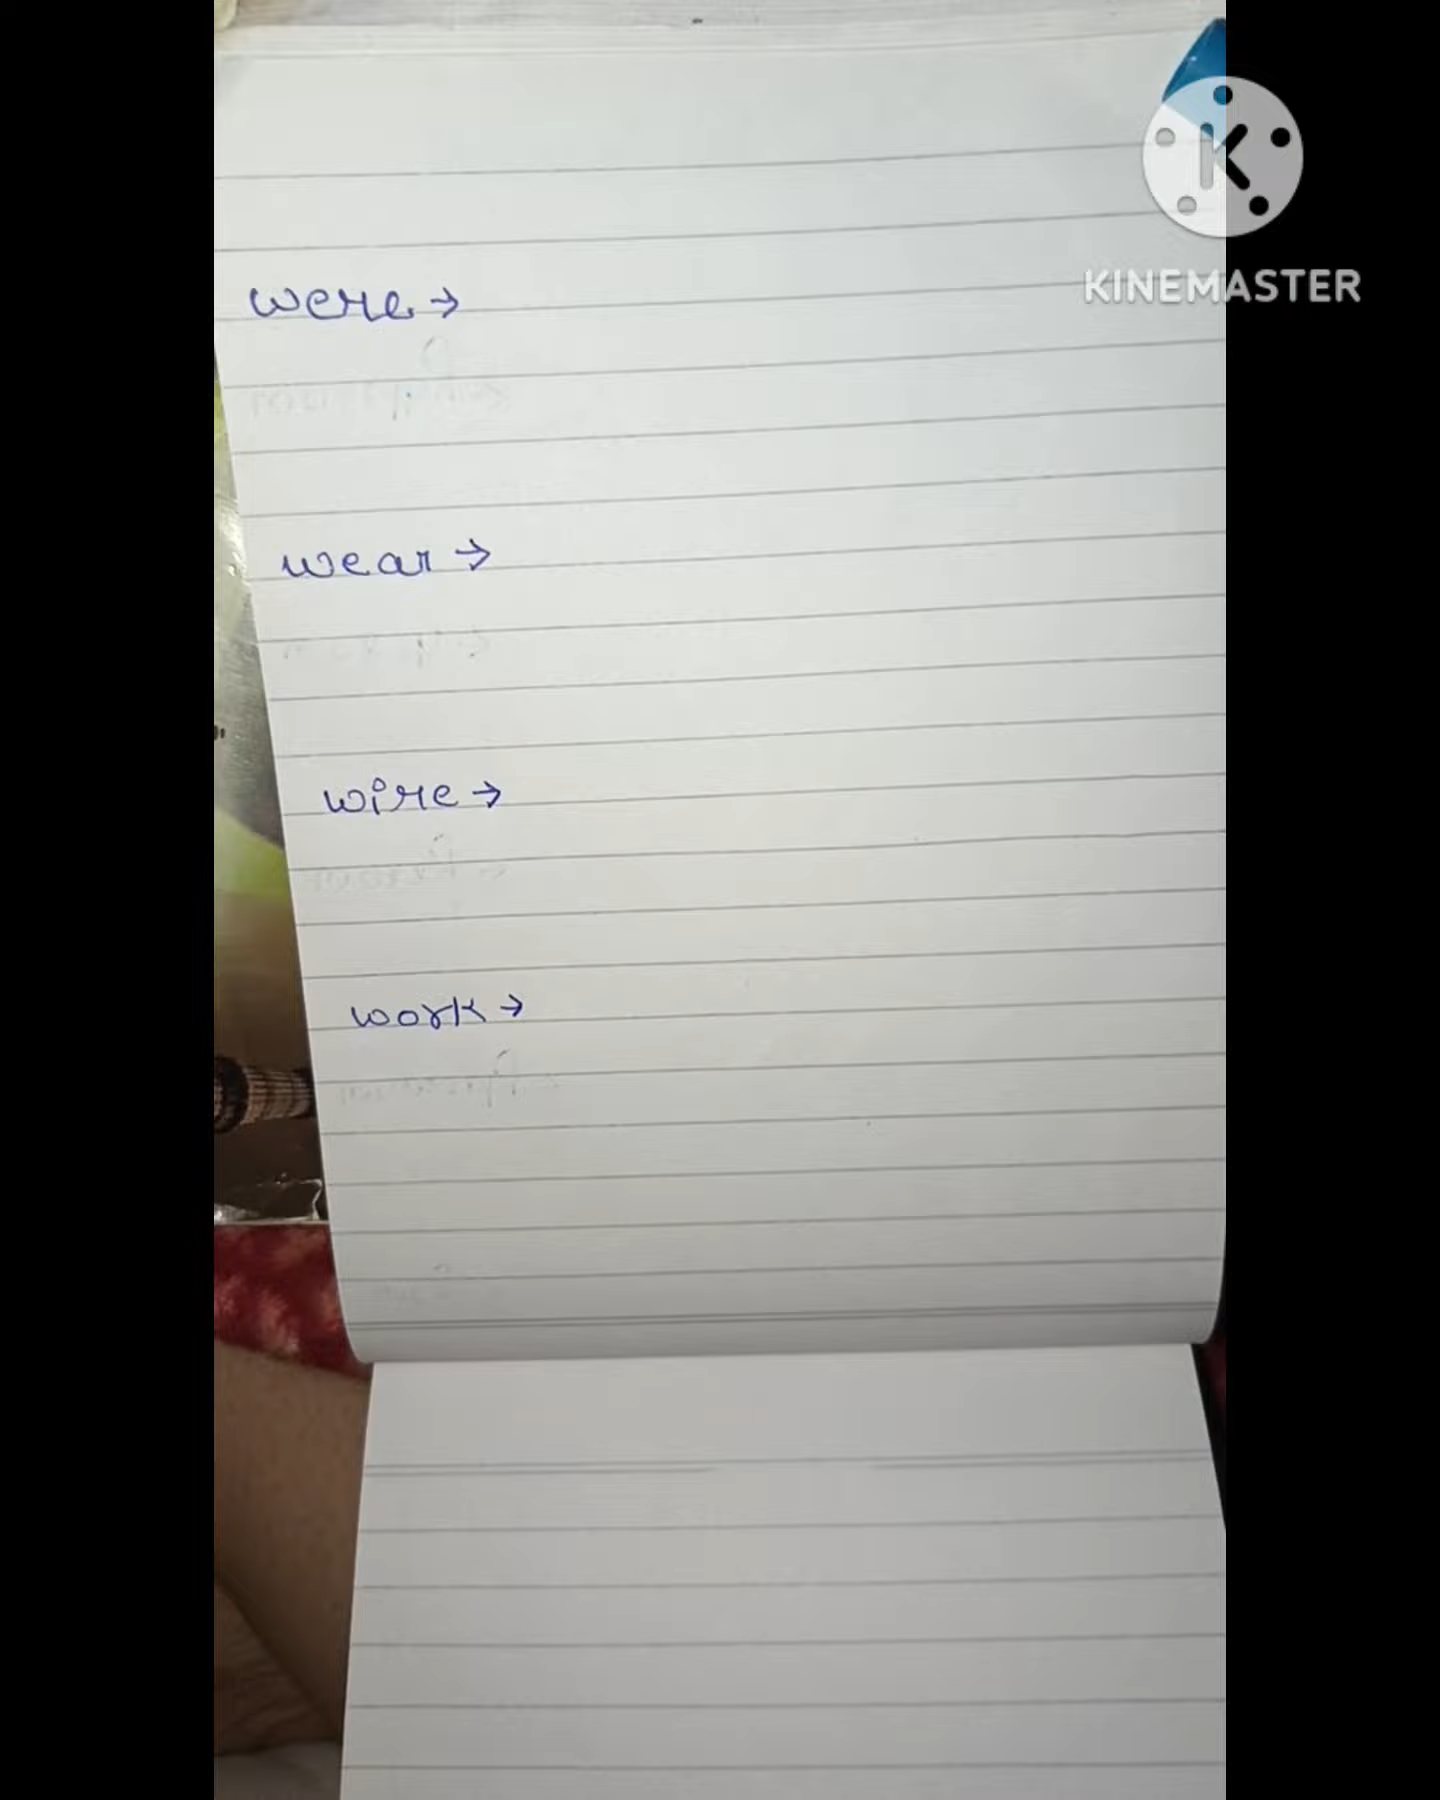 KINEMASTER
were →
wear →
wire →
work →